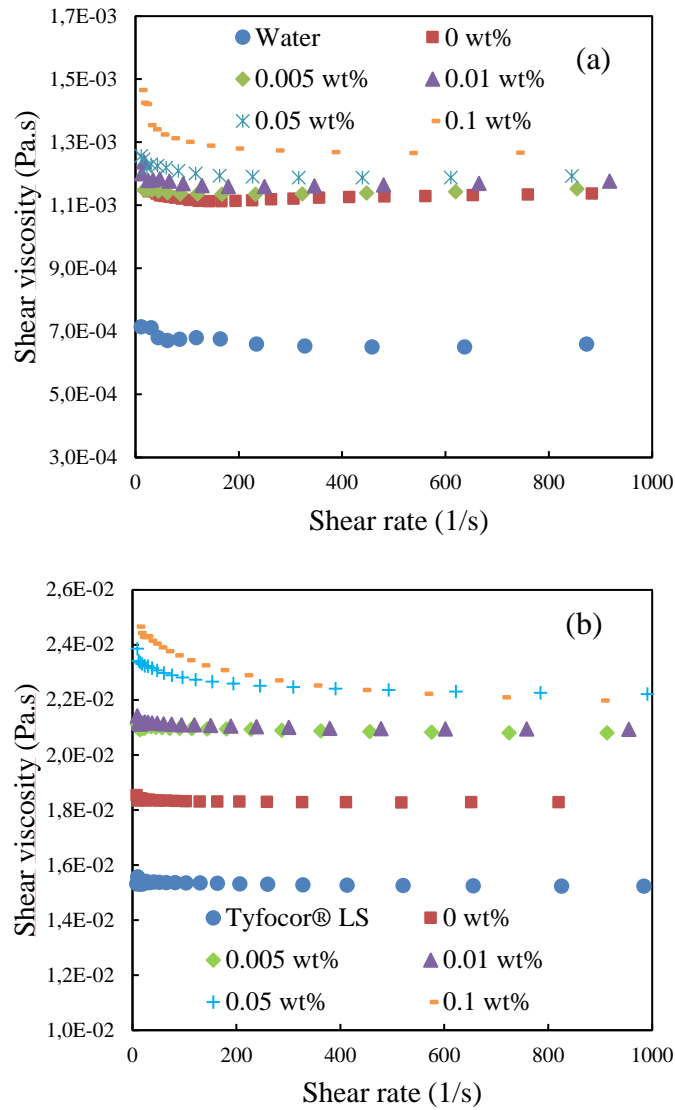 1,7E-03
Water 0 wt%
(a)
1,5E-03
0.005 wt% 0.01 wt%
0.05 wt% 0.1 wt%
1,3E-03
1,1E-03
9,0E-04
7,0E-04
5,0E-04
3,0E-04
Shear viscosity (Pa.s)
0 200 400 600 800 1000
Shear rate (1/s)
2,6E-02
(b)
2,4E-02
2,2E-02
2,0E-02
1,8E-02
1,6E-02
1,4E-02
1,2E-02
1,0E-02
Shear viscosity (Pa.s)
Tyfocor® LS 0 wt%
0.005 wt% 0.01 wt%
0.05 wt% 0.1 wt%
0 200 400 600 800 1000
Shear rate (1/s)